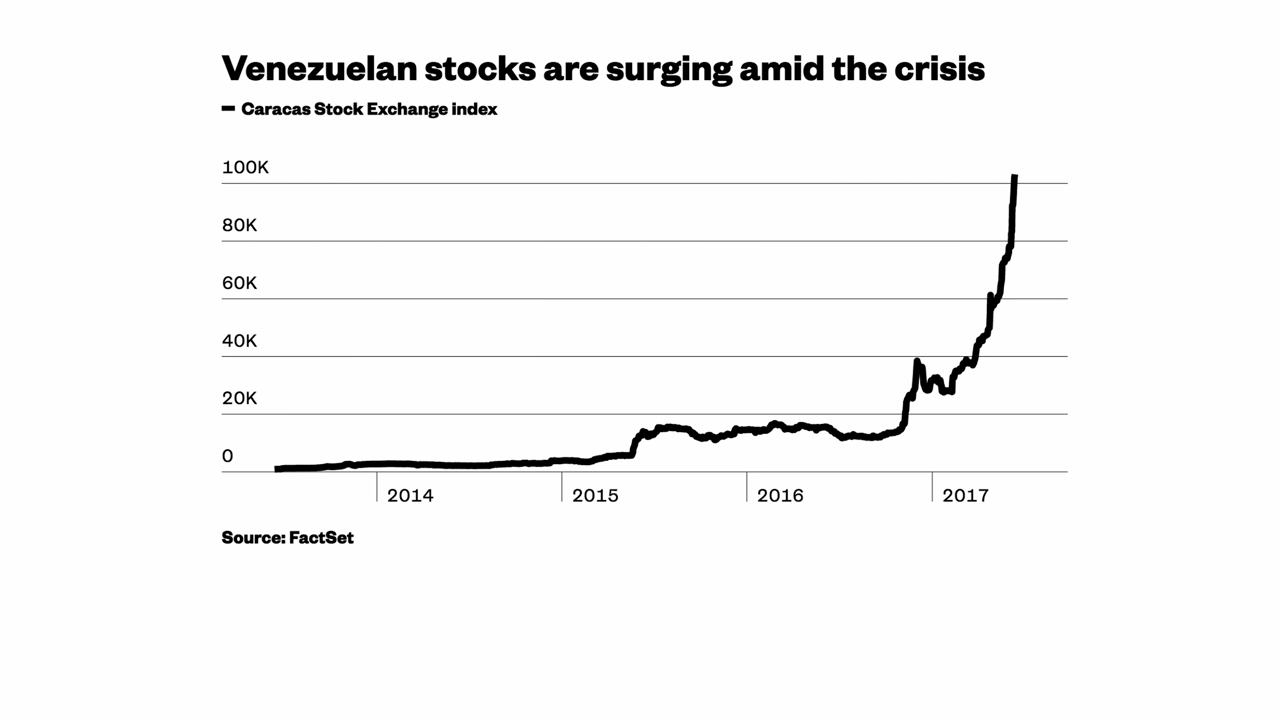 Venezuelan stocks are surging amid the crisis
Caracas Stock Exchange index
100K
80K
60K
40K
20K
0
2014 2015 2016 2017
Source: FactSet